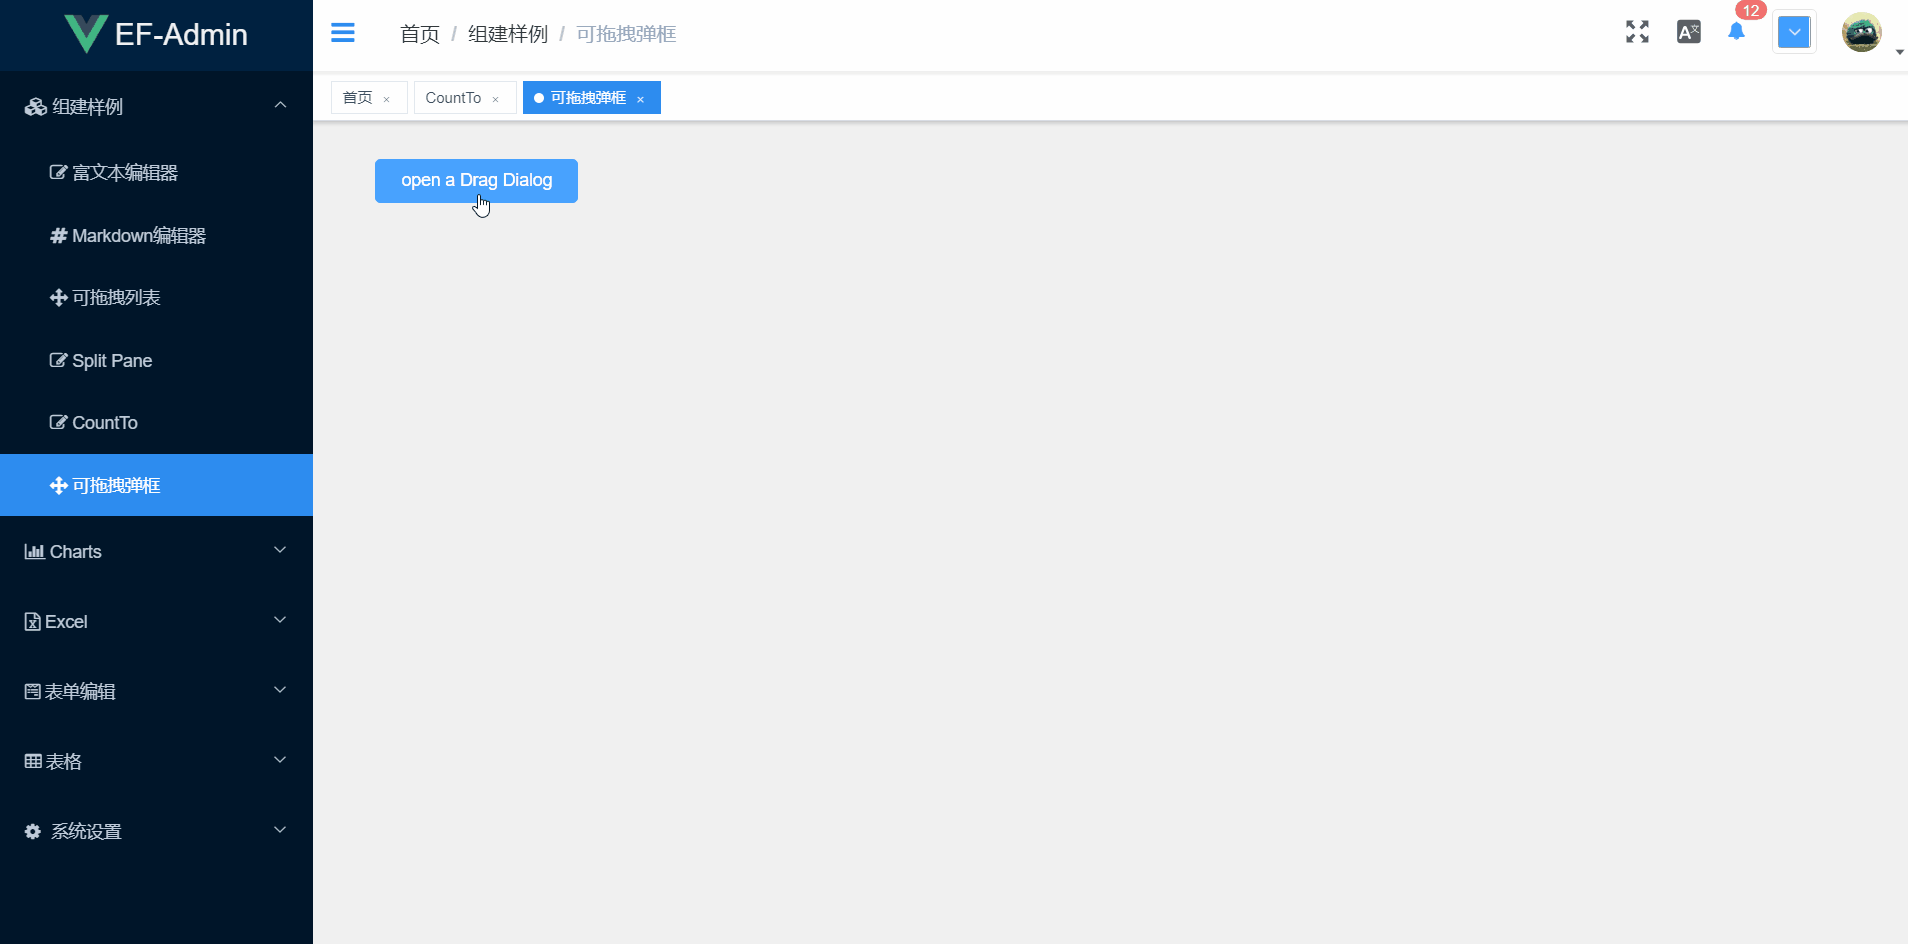 EF-Admin
首页 / 组建样例 / 可拖拽弹框
12
首页 × CountTo × 可拖拽弹框 ×
组建样例
富文本编辑器
Markdown编辑器
可拖拽列表
Split Pane
CountTo
可拖拽弹框
Charts
Excel
表单编辑
表格
系统设置
open a Drag Dialog